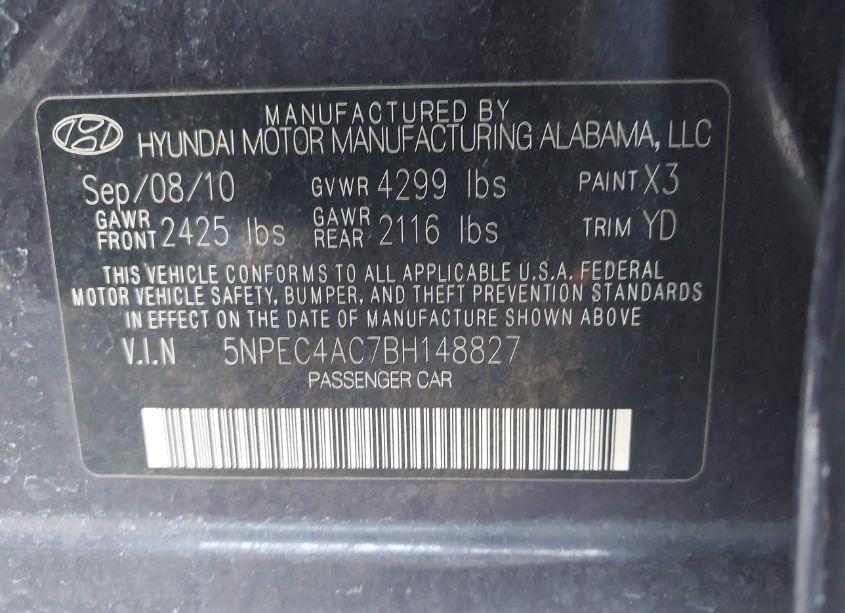 MANUFACTURED BY
HYUNDAI MOTOR MANUFACTURING ALABAMA, LLC
Sep/08/10 GVWR 4299 lbs PAINT X3
GAWR FRONT 2425 lbs GAWR REAR 2116 lbs TRIM YD
THIS VEHICLE CONFORMS TO ALL APPLICABLE U.S.A. FEDERAL
MOTOR VEHICLE SAFETY, BUMPER, AND THEFT PREVENTION STANDARDS
IN EFFECT ON THE DATE OF MANUFACTURE SHOWN ABOVE
V.I.N 5NPEC4AC7BH148827
PASSENGER CAR